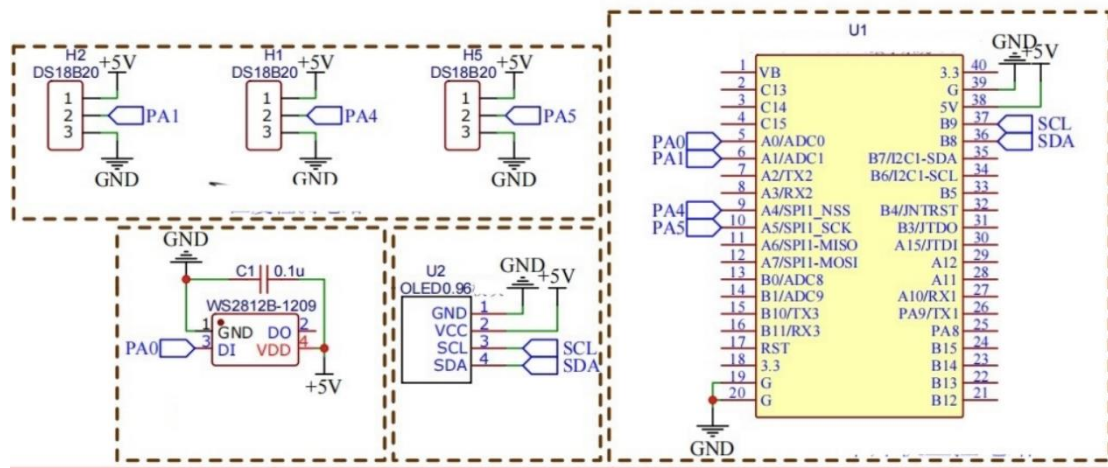 H2
DS18B20
+5V
1
2
3
PA1
GND
H1
DS18B20
+5V
1
2
3
PA4
GND
H5
DS18B20
+5V
1
2
3
PA5
GND
GND
C1
0.1u
WS2812B-1209
1
GND
DO
2
PA0
3
DI
VDD
4
+5V
U2
OLED0.96
GND
+5V
GND
1
VCC
2
SCL
3
SCL
SDA
4
SDA
U1
GND
+5V
1
VB
2
C13
3
C14
4
C15
PA0
5
A0/ADC0
PA1
6
A1/ADC1
7
A2/TX2
8
A3/RX2
PA4
9
A4/SPI1_NSS
PA5
10
A5/SPI1_SCK
11
A6/SPI1-MISO
12
A7/SPI1-MOSI
13
B0/ADC8
14
B1/ADC9
15
B10/TX3
16
B11/RX3
17
RST
18
3.3
19
G
20
G
GND
3.3
40
G
39
5V
38
B9
37
SCL
B8
36
SDA
B7/I2C1-SDA
35
B6/I2C1-SCL
34
B5
33
B4/JNTRST
32
B3/JTDO
31
A15/JTDI
30
A12
29
A11
28
A10/RX1
27
PA9/TX1
26
PA8
25
B15
24
B14
23
B13
22
B12
21